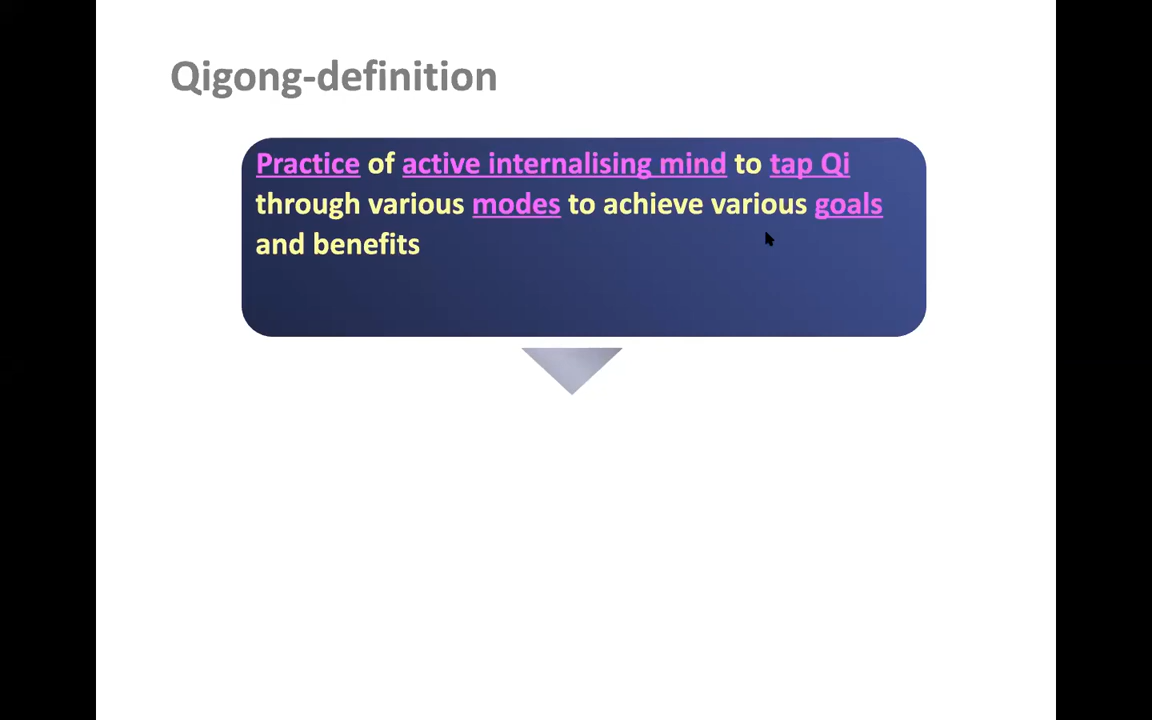 Qigong-definition
Practice of active internalising mind to tap Qi
through various modes to achieve various goals
and benefits